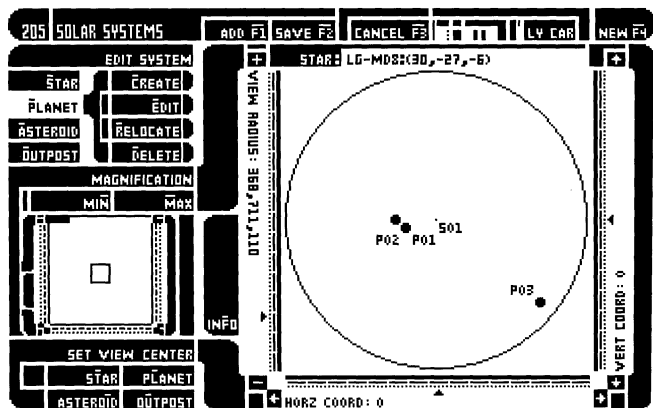 205 SOLAR SYSTEMS ADD F1 SAVE F2 CANCEL F3 LY CAR NEW F4
EDIT SYSTEM
STAR CREATE
PLANET EDIT
ASTEROID RELOCATE
OUTPOST DELETE
MAGNIFICATION
MIN MAX
INFO
SET VIEW CENTER
STAR PLANET
ASTEROID OUTPOST
STAR: LG-MD8:(30,-27,-6)
VIEW RADIUS: 368,711,110
S01
P02 P01
P03
VERT COORD: 0
HORZ COORD: 0